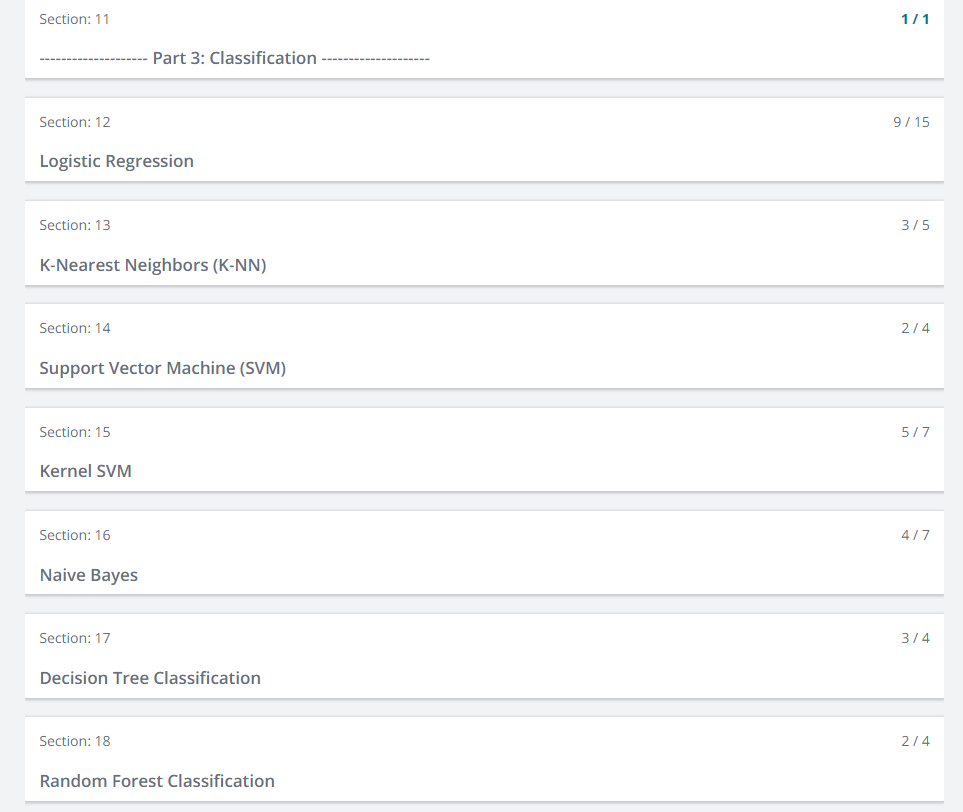 Section: 11 1 / 1
-------------------- Part 3: Classification --------------------
Section: 12 9 / 15
Logistic Regression
Section: 13 3 / 5
K-Nearest Neighbors (K-NN)
Section: 14 2 / 4
Support Vector Machine (SVM)
Section: 15 5 / 7
Kernel SVM
Section: 16 4 / 7
Naive Bayes
Section: 17 3 / 4
Decision Tree Classification
Section: 18 2 / 4
Random Forest Classification